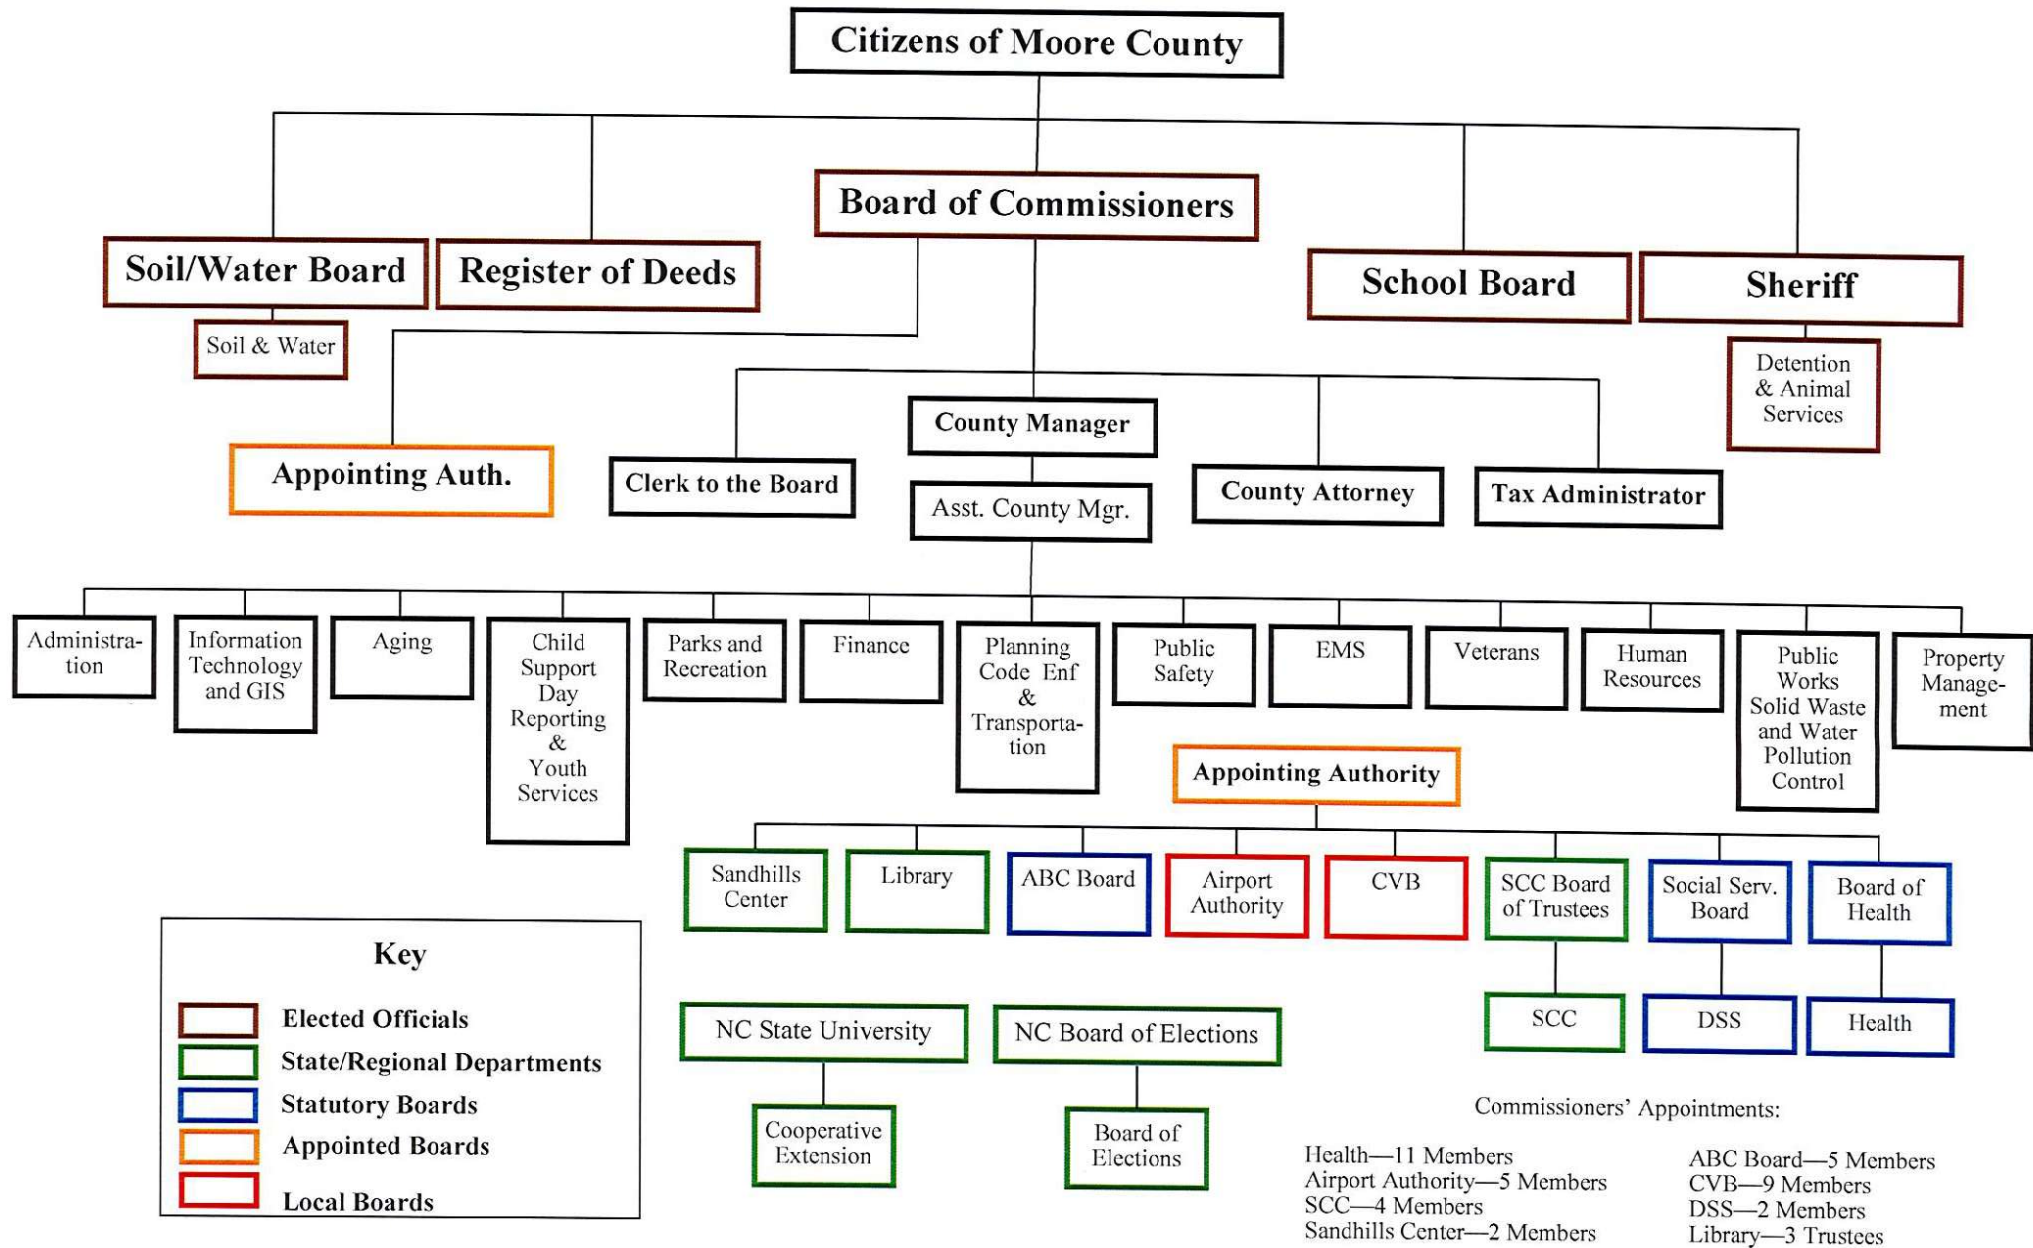 Citizens of Moore County
Board of Commissioners
Soil/Water Board
Register of Deeds
School Board
Sheriff
Soil & Water
Detention
& Animal
Services
County Manager
Appointing Auth.
Clerk to the Board
Asst. County Mgr.
County Attorney
Tax Administrator
Administra-
tion
Information
Technology
and GIS
Aging
Child
Support
Day
Reporting
&
Youth
Services
Parks and
Recreation
Finance
Planning
Code Enf
&
Transporta-
tion
Public
Safety
EMS
Veterans
Human
Resources
Public
Works
Solid Waste
and Water
Pollution
Control
Property
Manage-
ment
Appointing Authority
Sandhills
Center
Library
ABC Board
Airport
Authority
CVB
SCC Board
of Trustees
Social Serv.
Board
Board of
Health
SCC
DSS
Health
NC State University
NC Board of Elections
Cooperative
Extension
Board of
Elections
Key
Elected Officials
State/Regional Departments
Statutory Boards
Appointed Boards
Local Boards
Commissioners' Appointments:
Health—11 Members
Airport Authority—5 Members
SCC—4 Members
Sandhills Center—2 Members
ABC Board—5 Members
CVB—9 Members
DSS—2 Members
Library—3 Trustees